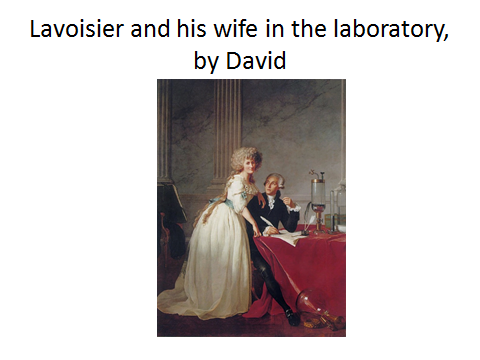 Lavoisier and his wife in the laboratory,
by David